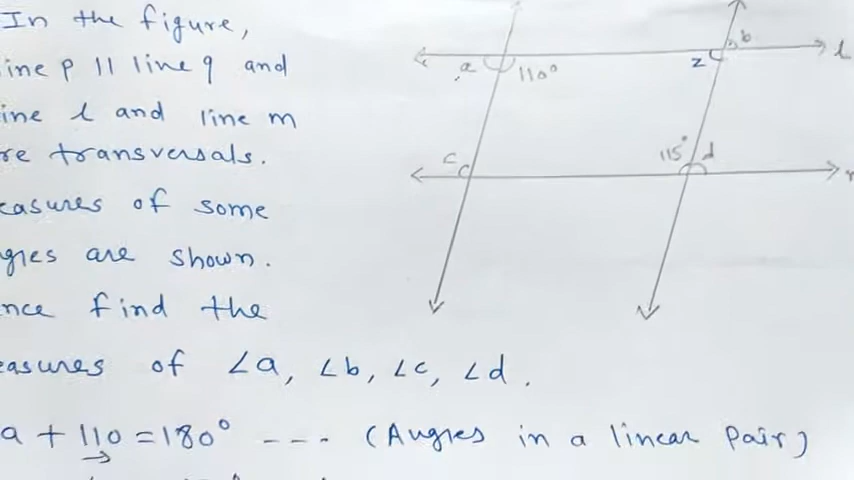 In the figure,
ine p || line q and
ine l and line m
re transversals.
easures of some
gles are shown.
nce find the
easures of ∠a, ∠b, ∠c, ∠d.
a + 110 = 180° --- (Angles in a linear pair)
a
110°
z
b
l
c
115°
d